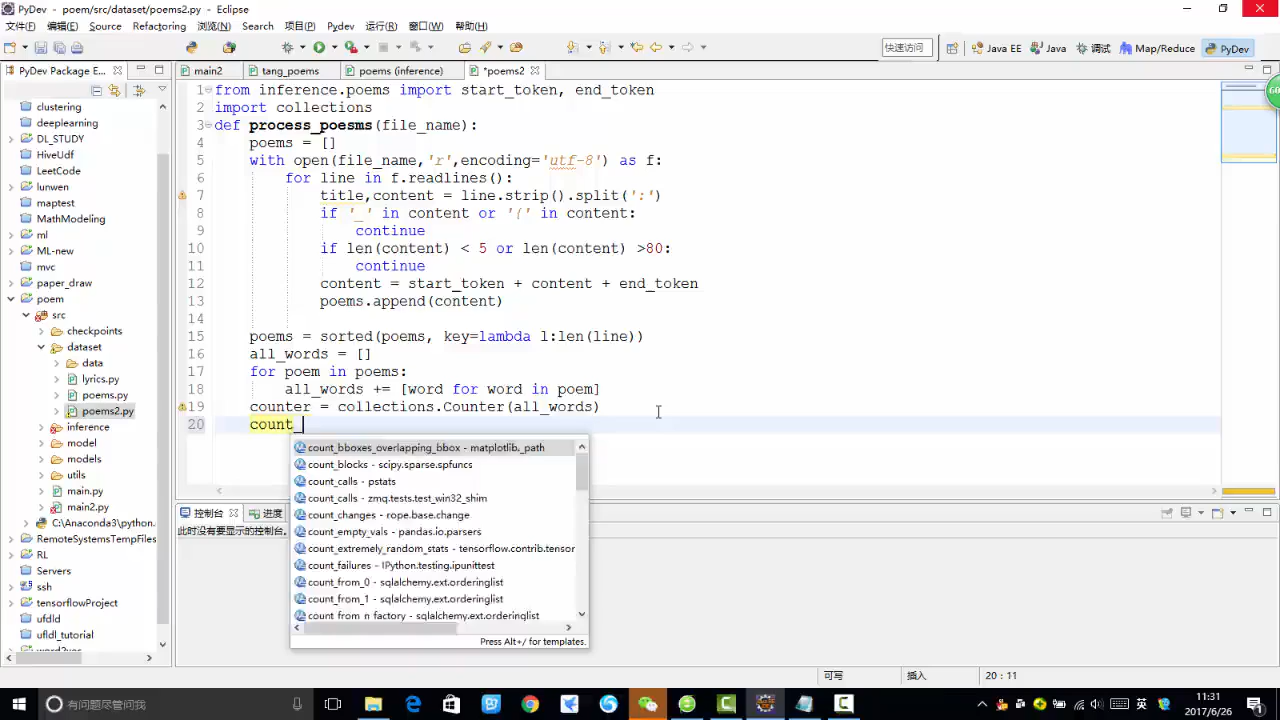 PyDev - poem/src/dataset/poems2.py - Eclipse
文件(F) 编辑(E) Source Refactoring 浏览(N) Search 项目(P) Pydev 运行(R) 窗口(W) 帮助(H)
快速访问 Java EE Java 调试 Map/Reduce PyDev
PyDev Package E...
main2 tang_poems poems (inference) *poems2
clustering
deeplearning
DL_STUDY
HiveUdf
LeetCode
lunwen
maptest
MathModeling
ml
ML-new
mvc
paper_draw
poem
src
checkpoints
dataset
data
lyrics.py
poems.py
poems2.py
inference
model
models
utils
main.py
main2.py
C:\Anaconda3\python.
RemoteSystemsTempFiles
RL
Servers
ssh
tensorflowProject
ufdld
ufldl_tutorial
1 from inference.poems import start_token, end_token
2 import collections
3 def process_poesms(file_name):
4 poems = []
5 with open(file_name,'r',encoding='utf-8') as f:
6 for line in f.readlines():
7 title,content = line.strip().split(':')
8 if '_' in content or '(' in content:
9 continue
10 if len(content) < 5 or len(content) >80:
11 continue
12 content = start_token + content + end_token
13 poems.append(content)
14
15 poems = sorted(poems, key=lambda l:len(line))
16 all_words = []
17 for poem in poems:
18 all_words += [word for word in poem]
19 counter = collections.Counter(all_words)
20 count_
60
count_bboxes_overlapping_bbox - matplotlib._path
count_blocks - scipy.sparse.spfuncs
count_calls - pstats
count_calls - zmq.tests.test_win32_shim
count_changes - rope.base.change
count_empty_vals - pandas.io.parsers
count_extremely_random_stats - tensorflow.contrib.tensor
count_failures - IPython.testing.ipunittest
count_from_0 - sqlalchemy.ext.orderinglist
count_from_1 - sqlalchemy.ext.orderinglist
count_from_n_factory - sqlalchemy.ext.orderinglist
Press Alt+/ for templates.
控制台 进度
此时没有要显示的控制台。
可写 插入 20 : 11
有问题尽管问我
英
11:31
2017/6/26
1